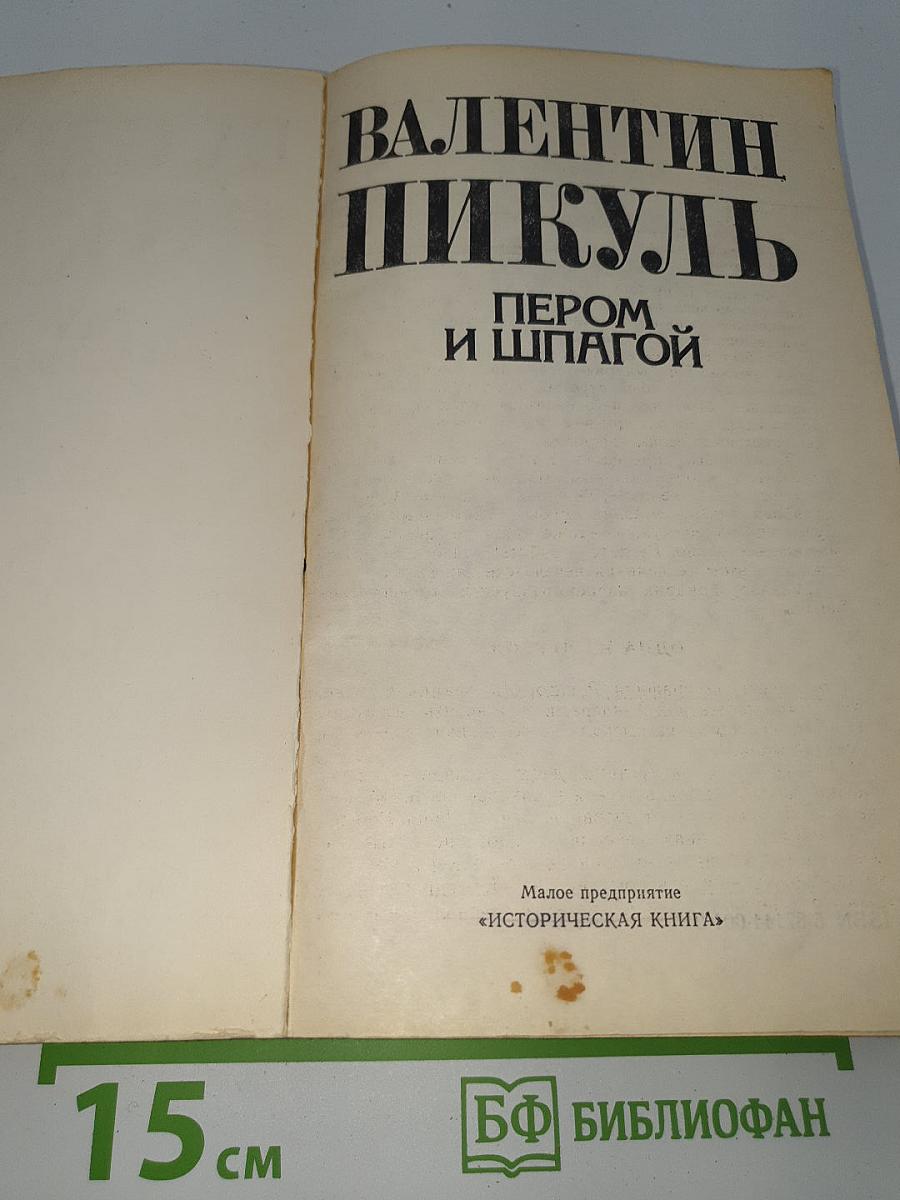 ВАЛЕНТИН
ПИКУЛЬ
ПЕРОМ
И ШПАГОЙ
Малое предприятие
«ИСТОРИЧЕСКАЯ КНИГА»
15 см
БФ БИБЛИОФАН